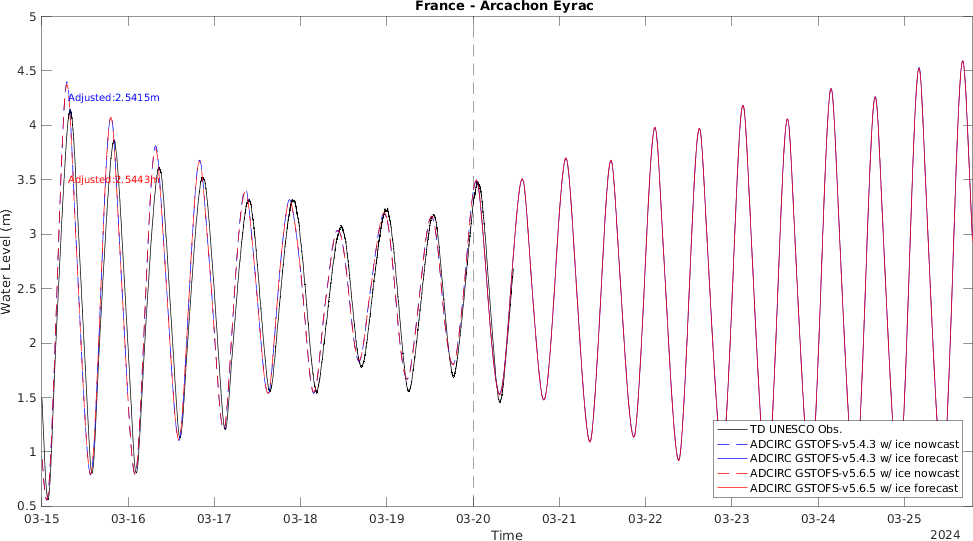 France - Arcachon Eyrac
5
4.5
4
3.5
3
2.5
2
1.5
1
0.5
Water Level (m)
Adjusted:2.5415m
Adjusted:2.5443m
TD UNESCO Obs.
ADCIRC GSTOFS-v5.4.3 w/ ice nowcast
ADCIRC GSTOFS-v5.4.3 w/ ice forecast
ADCIRC GSTOFS-v5.6.5 w/ ice nowcast
ADCIRC GSTOFS-v5.6.5 w/ ice forecast
03-15 03-16 03-17 03-18 03-19 03-20 03-21 03-22 03-23 03-24 03-25
Time
2024